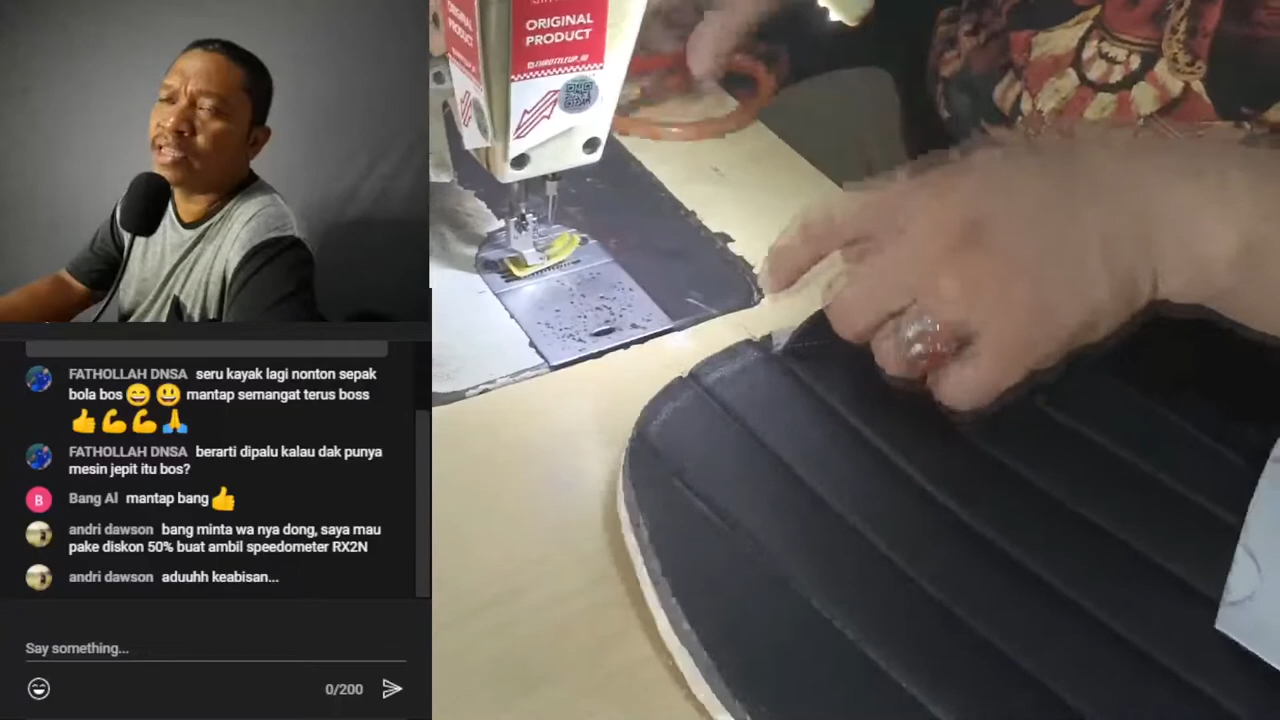 ORIGINAL
PRODUCT
ORIGINAL
PRODUCT
FATHOLLAH DNSA seru kayak lagi nonton sepak
bola bos😄😃 mantap semangat terus boss
👍💪💪🙏
FATHOLLAH DNSA berarti dipalu kalau dak punya
mesin jepit itu bos?
B Bang Al mantap bang👍
andri dawson bang minta wa nya dong, saya mau
pake diskon 50% buat ambil speedometer RX2N
andri dawson aduuhh keabisan...
Say something...
0/200